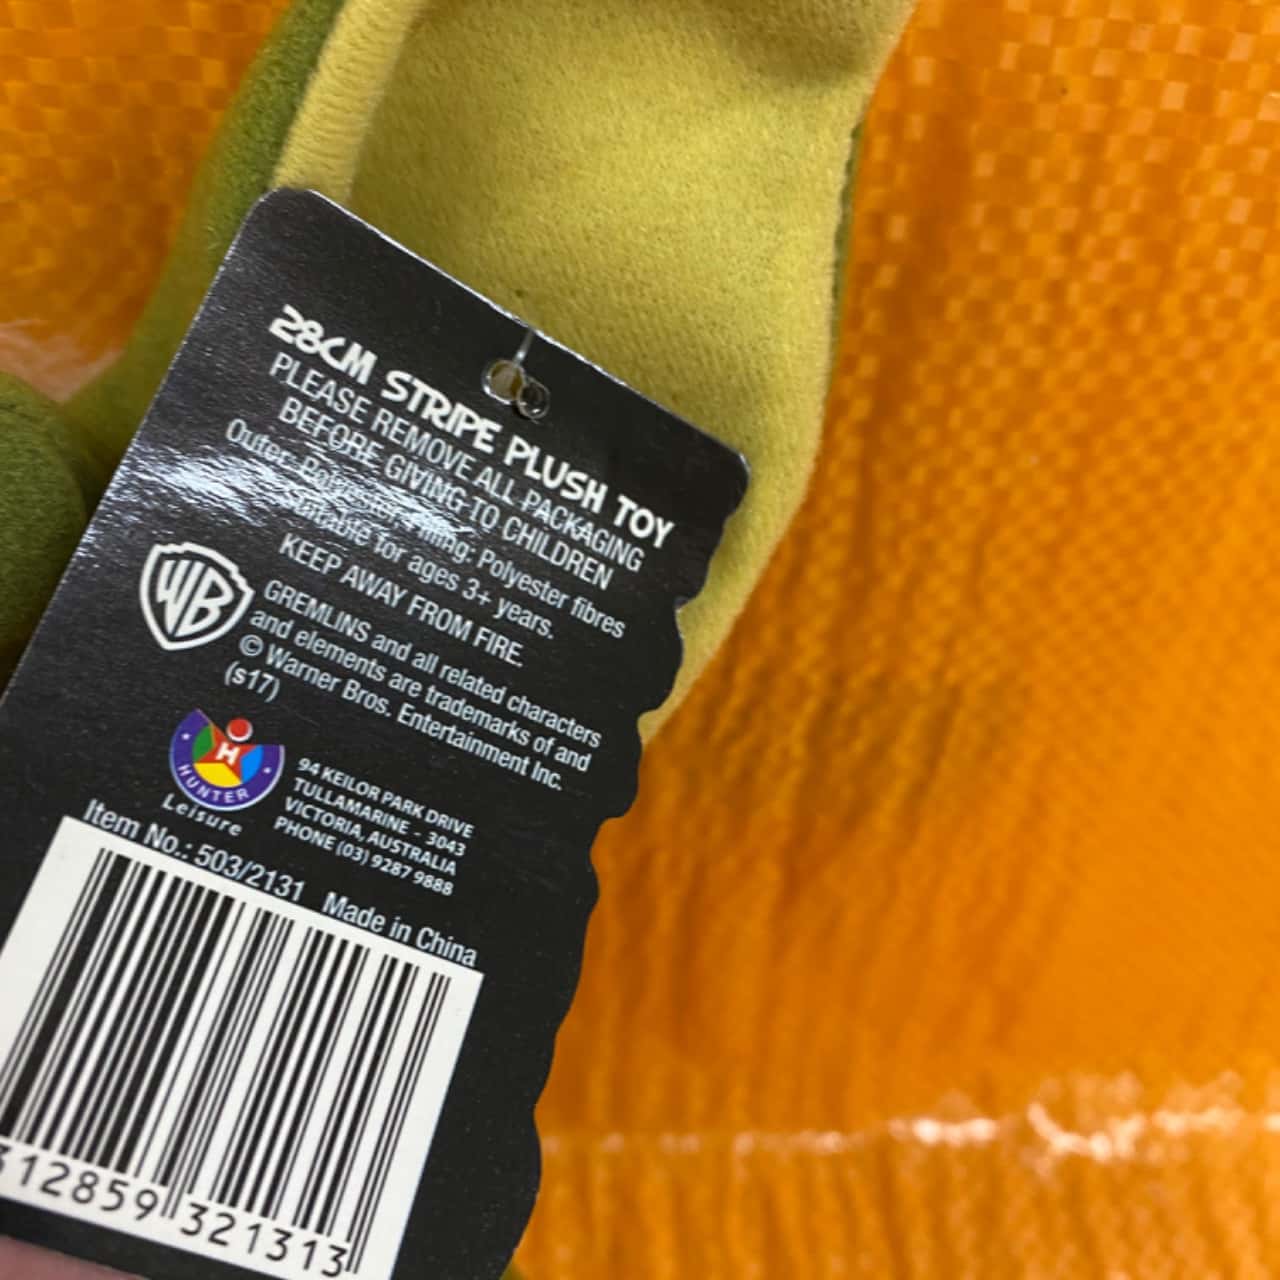 28CM STRIPE PLUSH TOY
PLEASE REMOVE ALL PACKAGING
BEFORE GIVING TO CHILDREN
Outer: Polyester, Filling: Polyester fibres
Suitable for ages 3+ years.
KEEP AWAY FROM FIRE.
WB
GREMLINS and all related characters
and elements are trademarks of and
© Warner Bros. Entertainment Inc.
(s17)
H
HUNTER
Leisure
94 KEILOR PARK DRIVE
TULLAMARINE - 3043
VICTORIA, AUSTRALIA
PHONE (03) 9287 9888
Item No.: 503/2131 Made in China
312859 321313